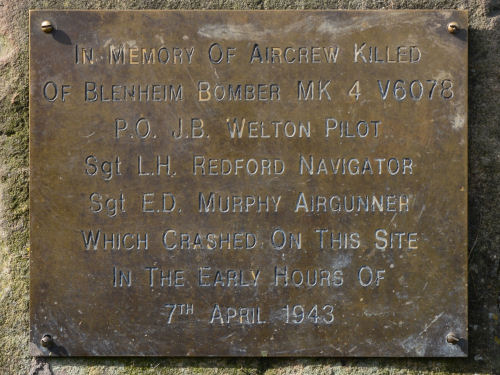 In Memory Of Aircrew Killed
Of Blenheim Bomber MK 4 V6078
P.O. J.B. Welton Pilot
Sgt L.H. Redford Navigator
Sgt E.D. Murphy Airgunner
Which Crashed On This Site
In The Early Hours Of
7th April 1943